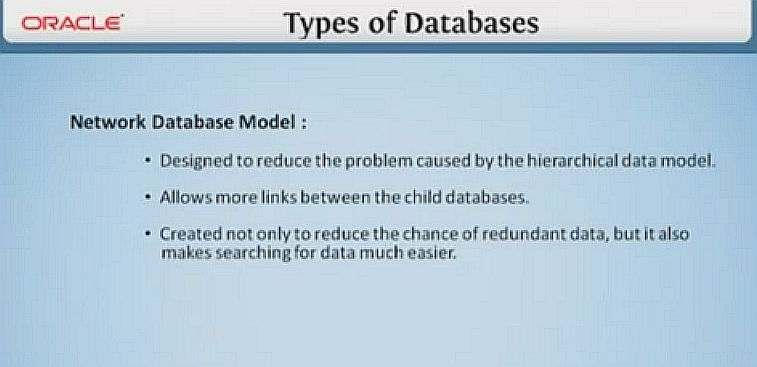 ORACLE
Types of Databases
Network Database Model :
• Designed to reduce the problem caused by the hierarchical data model.
• Allows more links between the child databases.
• Created not only to reduce the chance of redundant data, but it also
makes searching for data much easier.